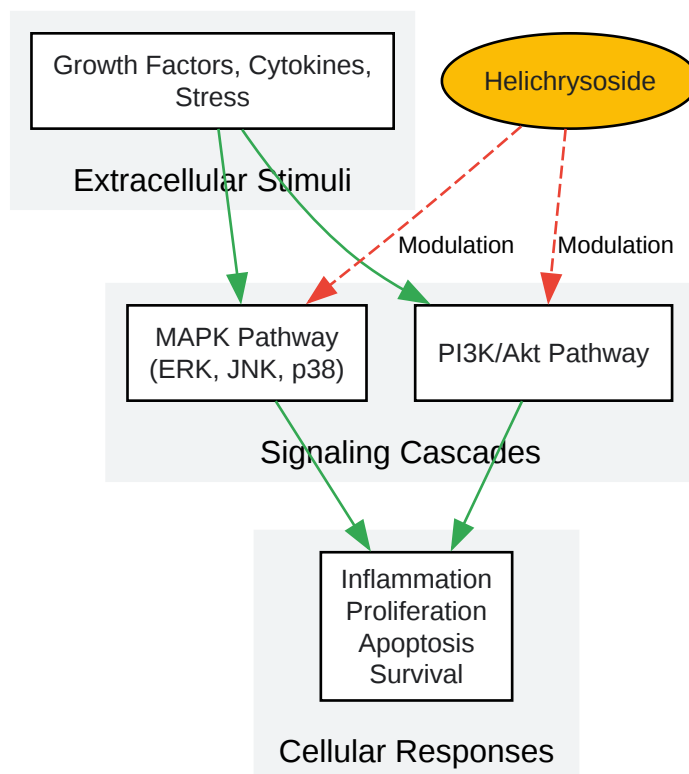 Growth Factors, Cytokines,
Stress
Helichrysoside
Extracellular Stimuli
Modulation
Modulation
MAPK Pathway
(ERK, JNK, p38)
PI3K/Akt Pathway
Signaling Cascades
Inflammation
Proliferation
Apoptosis
Survival
Cellular Responses